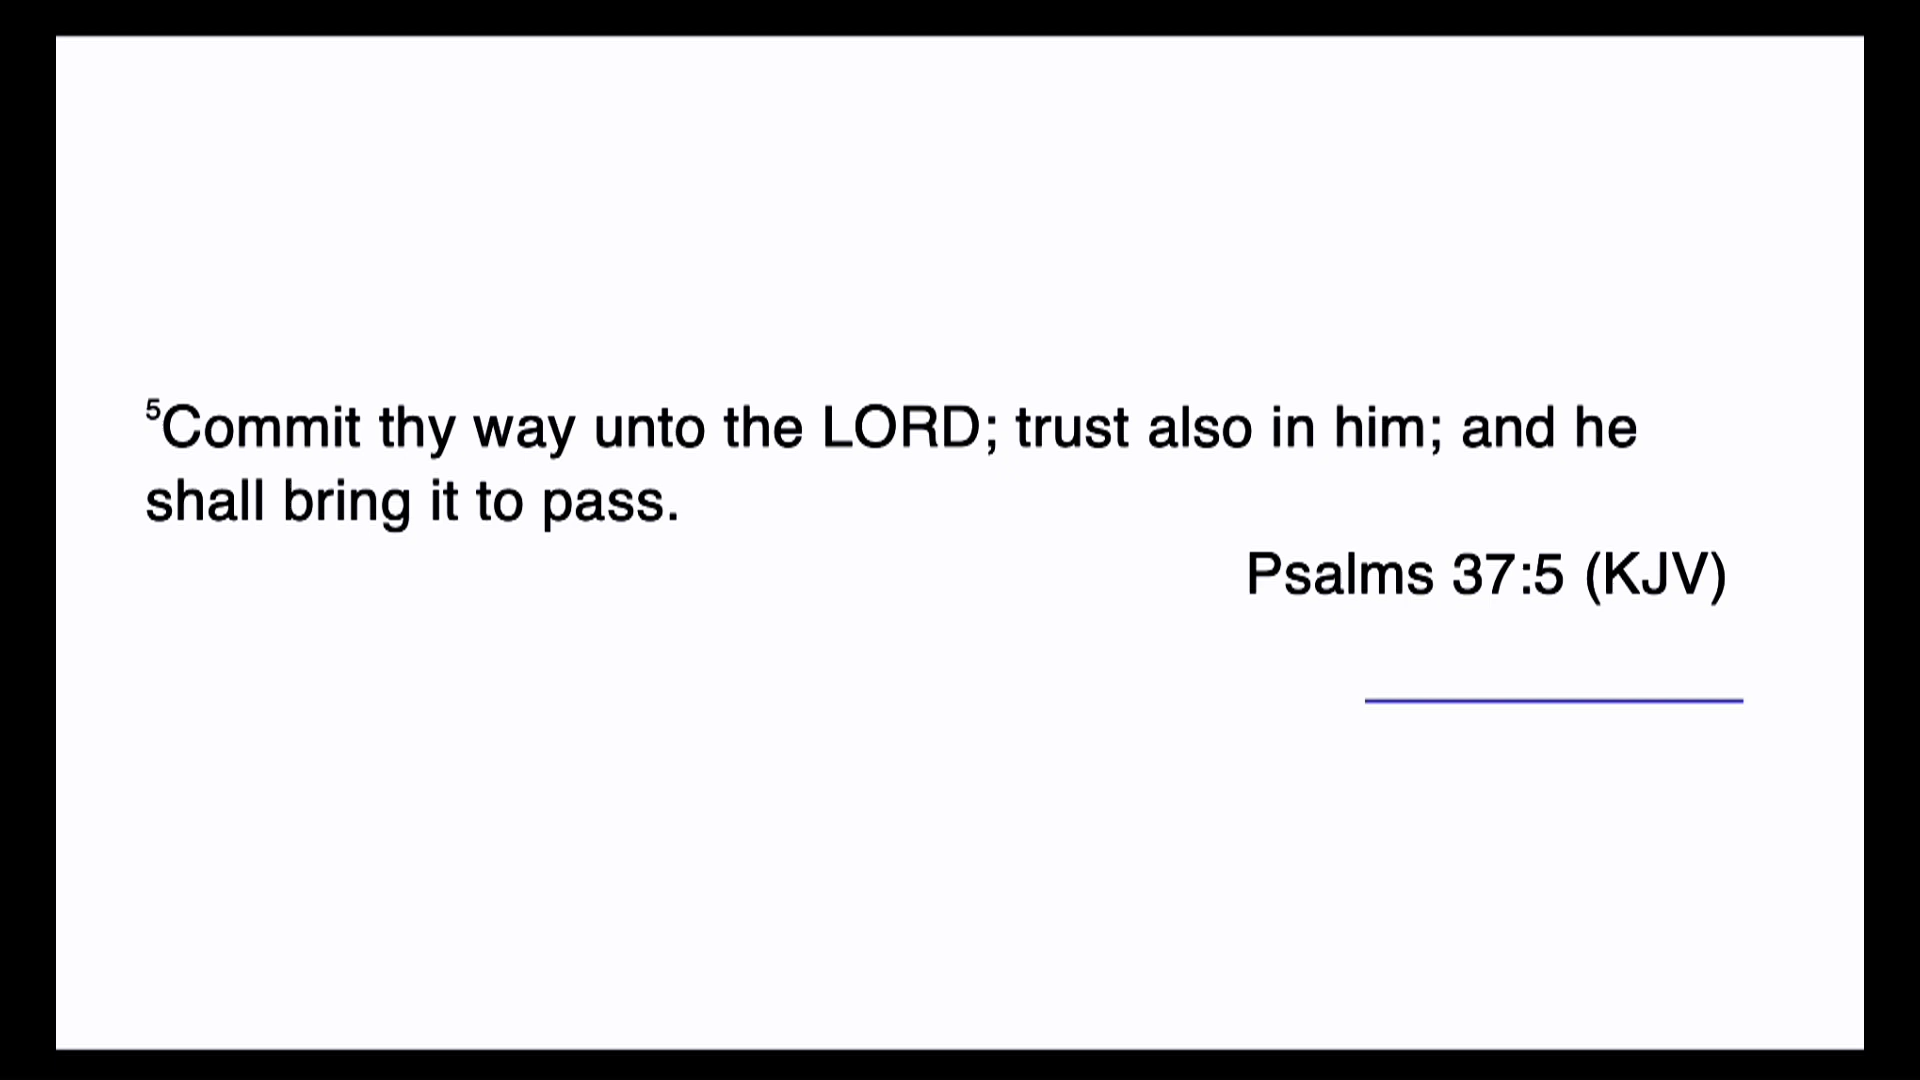 ⁵Commit thy way unto the LORD; trust also in him; and he
shall bring it to pass.
Psalms 37:5 (KJV)